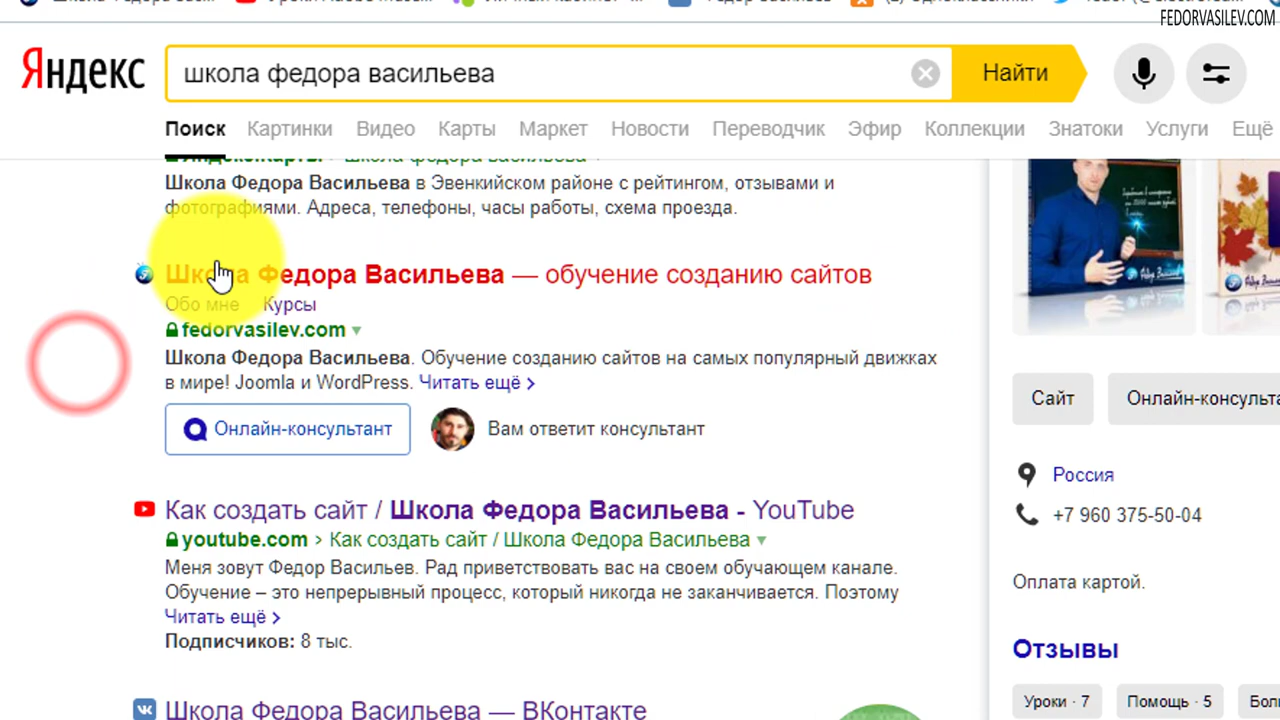 FEDORVASILEV.COM
Яндекс школа федора васильева Найти
Поиск Картинки Видео Карты Маркет Новости Переводчик Эфир Коллекции Знатоки Услуги Ещё
Школа Федора Васильева в Эвенкийском районе с рейтингом, отзывами и
фотографиями. Адреса, телефоны, часы работы, схема проезда.
Школа Федора Васильева — обучение созданию сайтов
Обо мне Курсы
fedorvasilev.com
Школа Федора Васильева. Обучение созданию сайтов на самых популярный движках
в мире! Joomla и WordPress. Читать ещё >
Онлайн-консультант Вам ответит консультант
Как создать сайт / Школа Федора Васильева - YouTube
youtube.com > Как создать сайт / Школа Федора Васильева
Меня зовут Федор Васильев. Рад приветствовать вас на своем обучающем канале.
Обучение – это непрерывный процесс, который никогда не заканчивается. Поэтому
Читать ещё >
Подписчиков: 8 тыс.
Школа Федора Васильева — ВКонтакте
Сайт Онлайн-консульта
Россия
+7 960 375-50-04
Оплата картой.
Отзывы
Уроки · 7 Помощь · 5